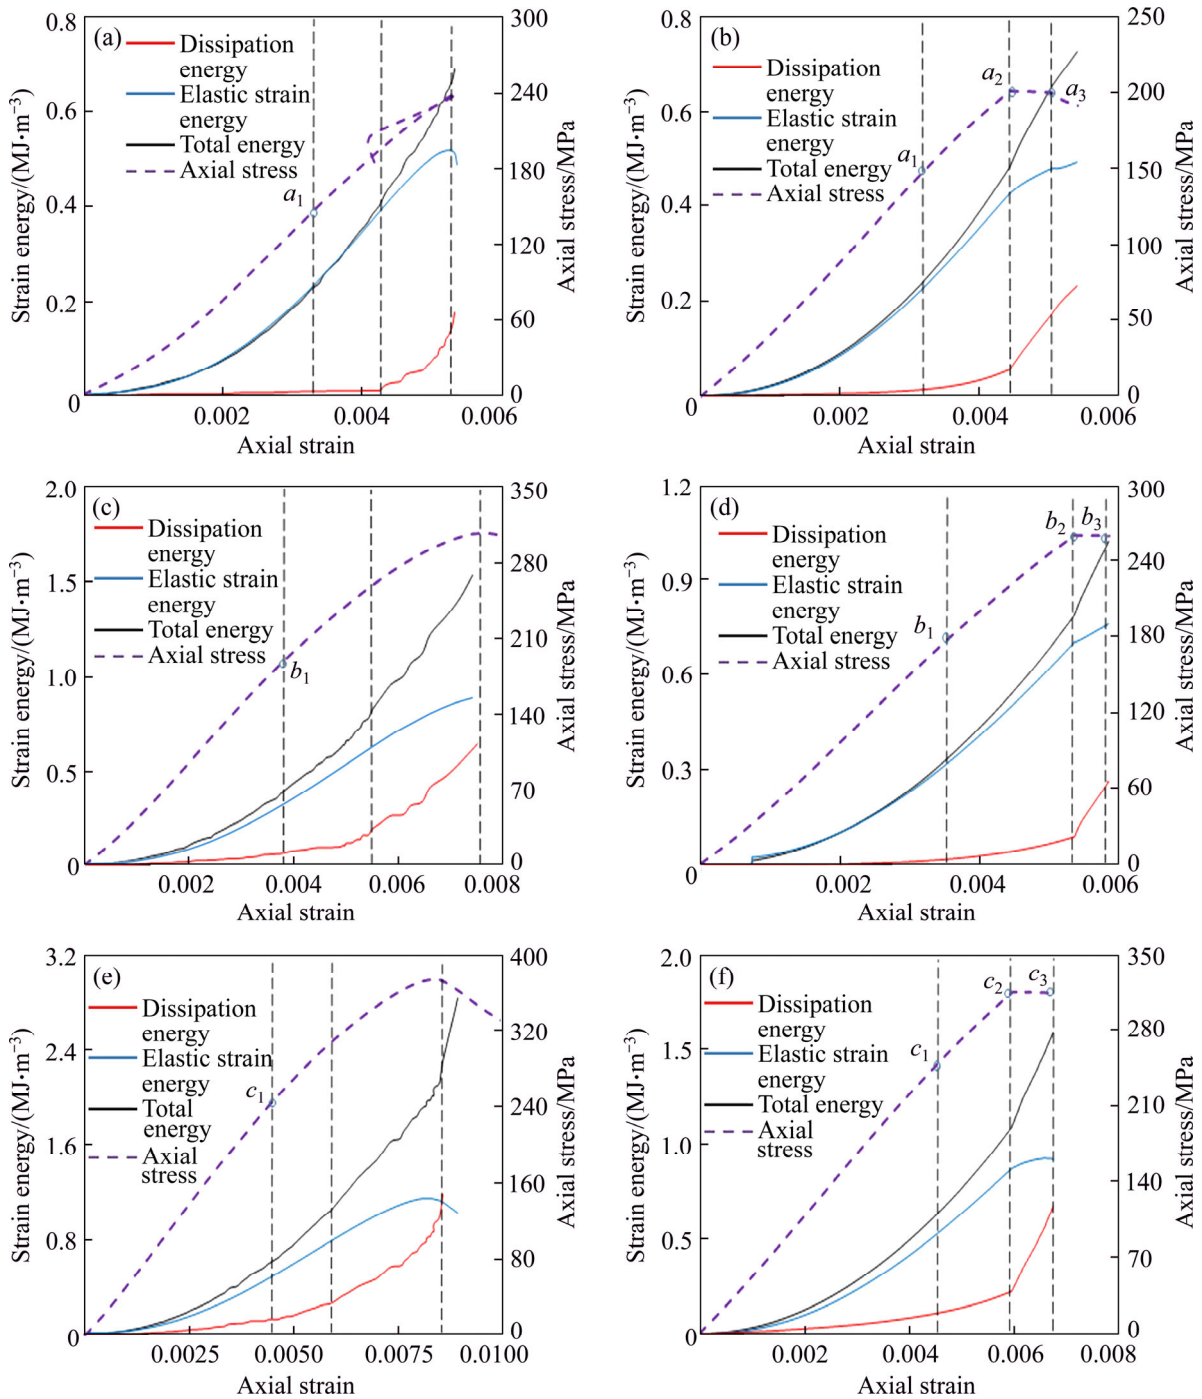 (a)
Dissipation
energy
Elastic strain
energy
Total energy
Axial stress
a1
0.8
0.6
0.4
0.2
0
0.002
0.004
0.006
300
240
180
120
60
0
Strain energy/(MJ·m−3)
Axial stress/MPa
Axial strain
(b)
Dissipation
energy
Elastic strain
energy
Total energy
Axial stress
a1
a2
a3
0.8
0.6
0.4
0.2
0
0.002
0.004
0.006
250
200
150
100
50
0
Strain energy/(MJ·m−3)
Axial stress/MPa
Axial strain
(c)
Dissipation
energy
Elastic strain
energy
Total energy
Axial stress
b1
2.0
1.5
1.0
0.5
0
0.002
0.004
0.006
0.008
350
280
210
140
70
0
Strain energy/(MJ·m−3)
Axial stress/MPa
Axial strain
(d)
Dissipation
energy
Elastic strain
energy
Total energy
Axial stress
b1
b2
b3
1.2
0.9
0.6
0.3
0
0.002
0.004
0.006
300
240
180
120
60
0
Strain energy/(MJ·m−3)
Axial stress/MPa
Axial strain
(e)
Dissipation
energy
Elastic strain
energy
Total
energy
Axial
stress
c1
3.2
2.4
1.6
0.8
0
0.0025
0.0050
0.0075
0.0100
400
320
240
160
80
0
Strain energy/(MJ·m−3)
Axial stress/MPa
Axial strain
(f)
Dissipation
energy
Elastic strain
energy
Total energy
Axial
stress
c1
c2
c3
2.0
1.5
1.0
0.5
0
0.002
0.004
0.006
0.008
350
280
210
140
70
0
Strain energy/(MJ·m−3)
Axial stress/MPa
Axial strain